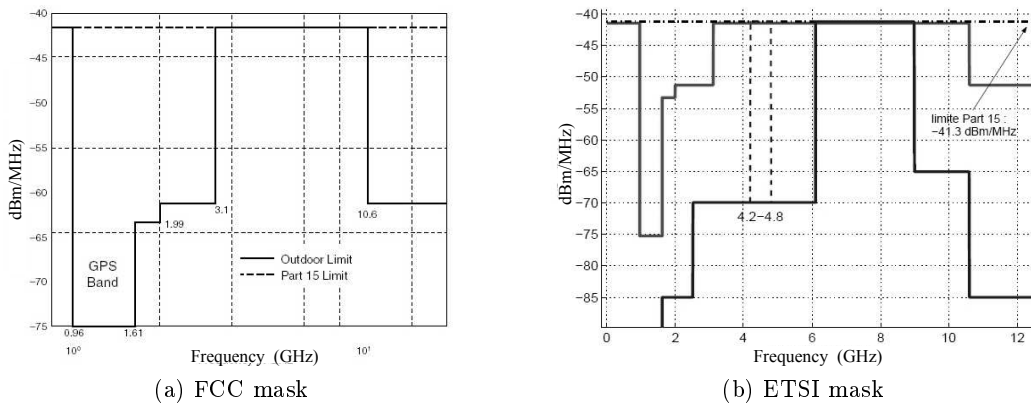 −40
−45
−50
−55
−60
−65
−70
−75
dBm/MHz)
GPS
Band
0.96
1.61
1.99
3.1
10.6
Outdoor Limit
Part 15 Limit
10⁰
10¹
Frequency (GHz)
(a) FCC mask
−40
−45
−50
−55
−60
−65
−70
−75
−80
−85
dBm/MHz)
limite Part 15 :
−41.3 dBm/MHz
4.2−4.8
0 2 4 6 8 10 12
Frequency (GHz)
(b) ETSI mask